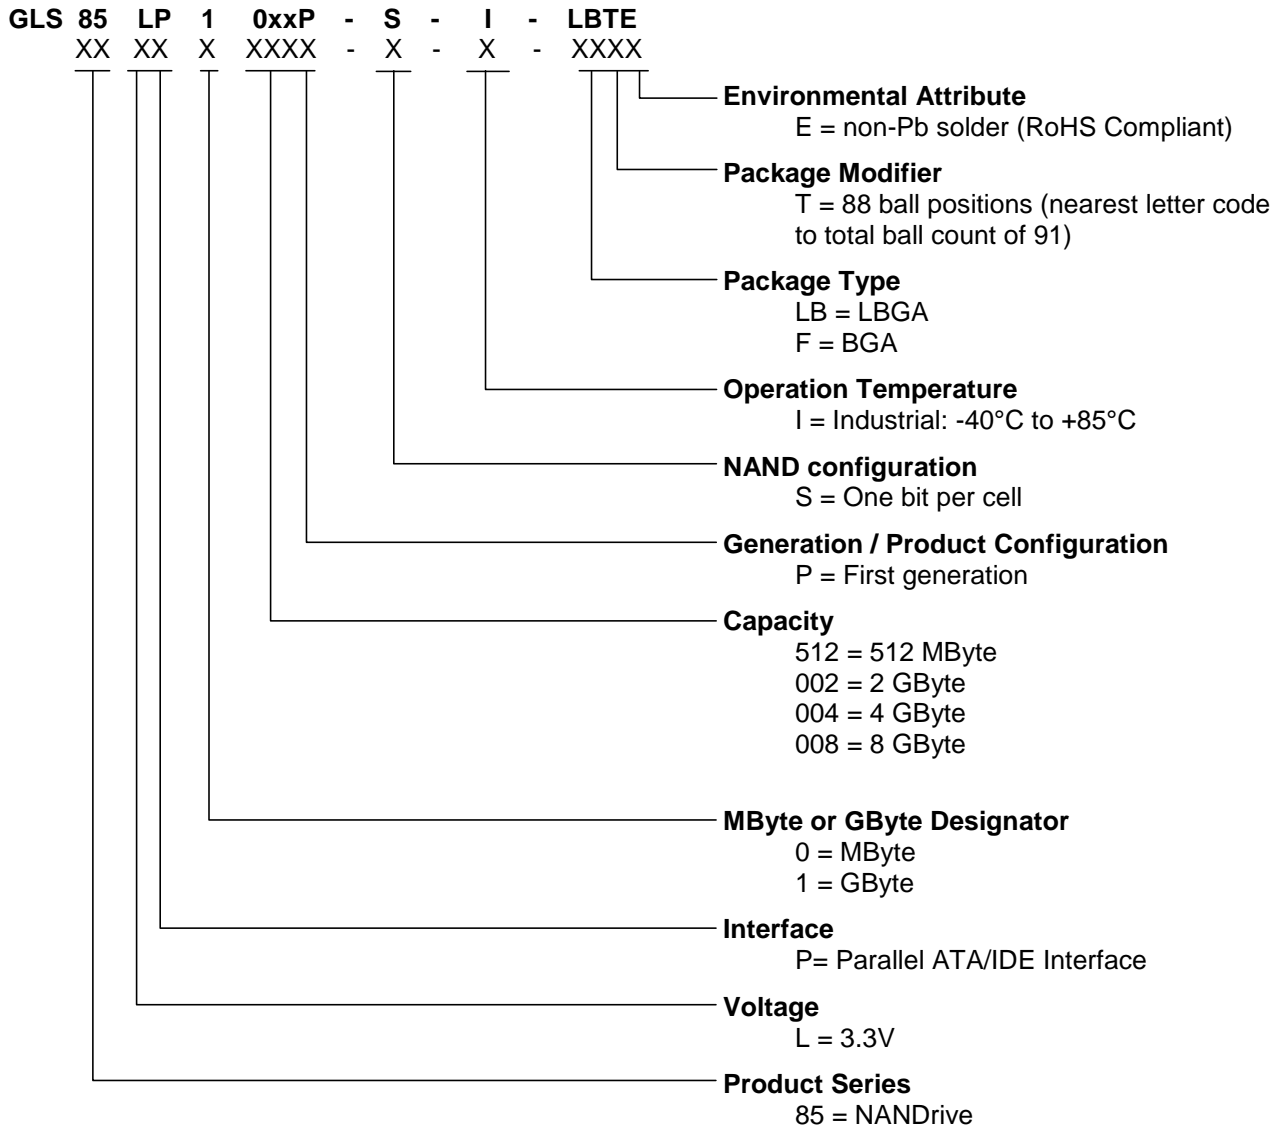 GLS 85 LP 1 0xxP - S - I - LBTE
XX XX X XXXX - X - X - XXXX
Environmental Attribute
E = non-Pb solder (RoHS Compliant)
Package Modifier
T = 88 ball positions (nearest letter code
to total ball count of 91)
Package Type
LB = LBGA
F = BGA
Operation Temperature
I = Industrial: -40°C to +85°C
NAND configuration
S = One bit per cell
Generation / Product Configuration
P = First generation
Capacity
512 = 512 MByte
002 = 2 GByte
004 = 4 GByte
008 = 8 GByte
MByte or GByte Designator
0 = MByte
1 = GByte
Interface
P= Parallel ATA/IDE Interface
Voltage
L = 3.3V
Product Series
85 = NANDrive